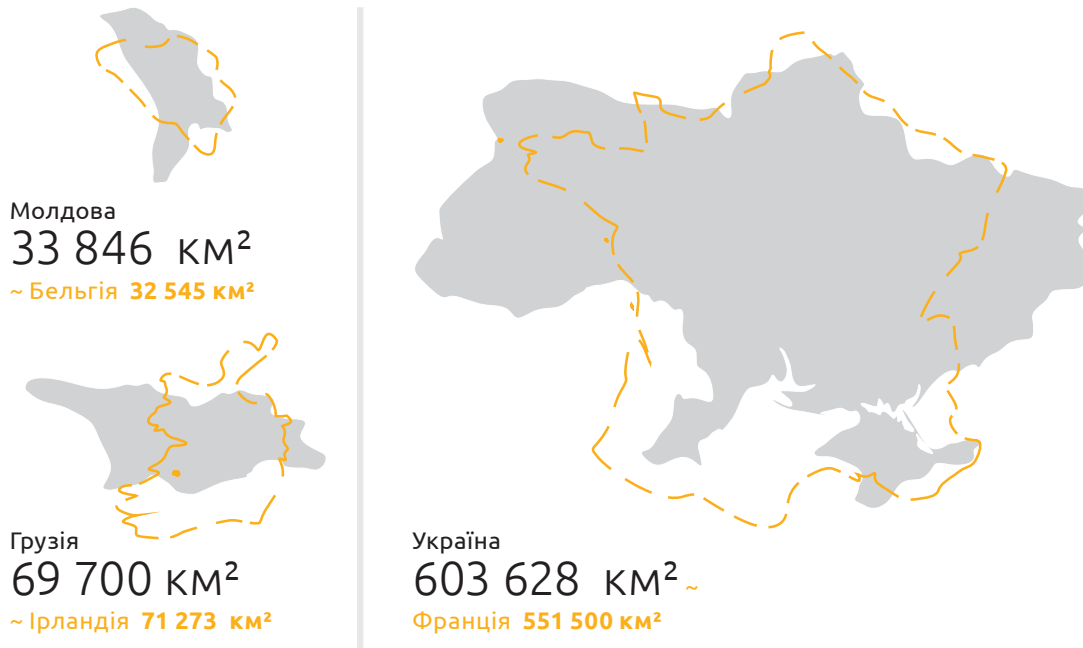 Молдова
33 846 км²
~ Бельгія 32 545 км²
Грузія
69 700 км²
~ Ірландія 71 273 км²
Україна
603 628 км² ~
Франція 551 500 км²